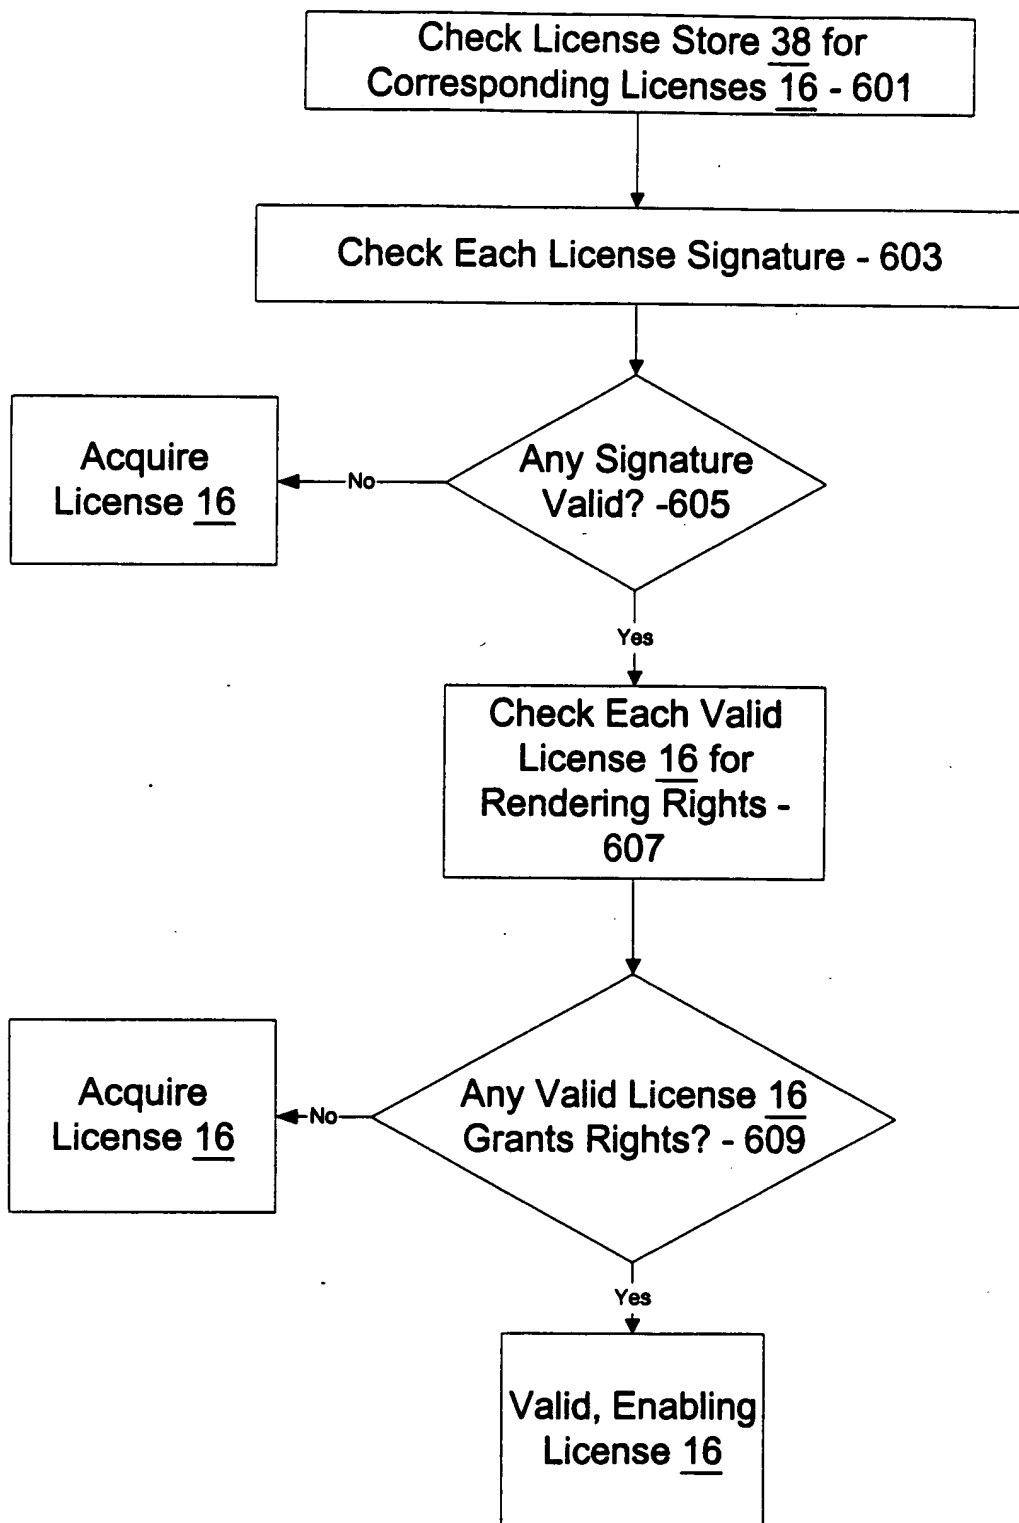 Check License Store 38 for
Corresponding Licenses 16 - 601
Check Each License Signature - 603
Any Signature
Valid? -605
No
Acquire
License 16
Yes
Check Each Valid
License 16 for
Rendering Rights -
607
Any Valid License 16
Grants Rights? - 609
No
Acquire
License 16
Yes
Valid, Enabling
License 16